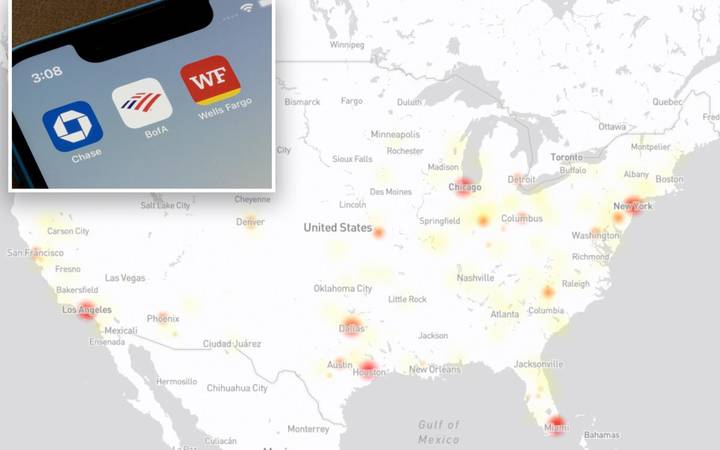 3:08
Chase
BofA
WF
Wells Fargo
Winnipeg
Bismarck
Fargo
Duluth
Quebec
Ottawa
Minneapolis
Montpelier
City
Sioux Falls
Rochester
Toronto
Madison
Buffalo
Albany
Boston
Chicago
Detroit
Des Moines
Cheyenne
Salt Lake City
Lincoln
New York
Carson City
Denver
United States
Springfield
Columbus
Washington
San Francisco
Richmond
Fresno
Las Vegas
Nashville
Raleigh
Bakersfield
Oklahoma City
Little Rock
Los Angeles
Phoenix
Atlanta
Columbia
Mexicali
Dallas
Jackson
Ensenada
Ciudad Juárez
Austin
Houston
New Orleans
Jacksonville
Hermosillo
Chihuahua City
Monterrey
Gulf of
Mexico
Miami
Bahamas
Culiacán